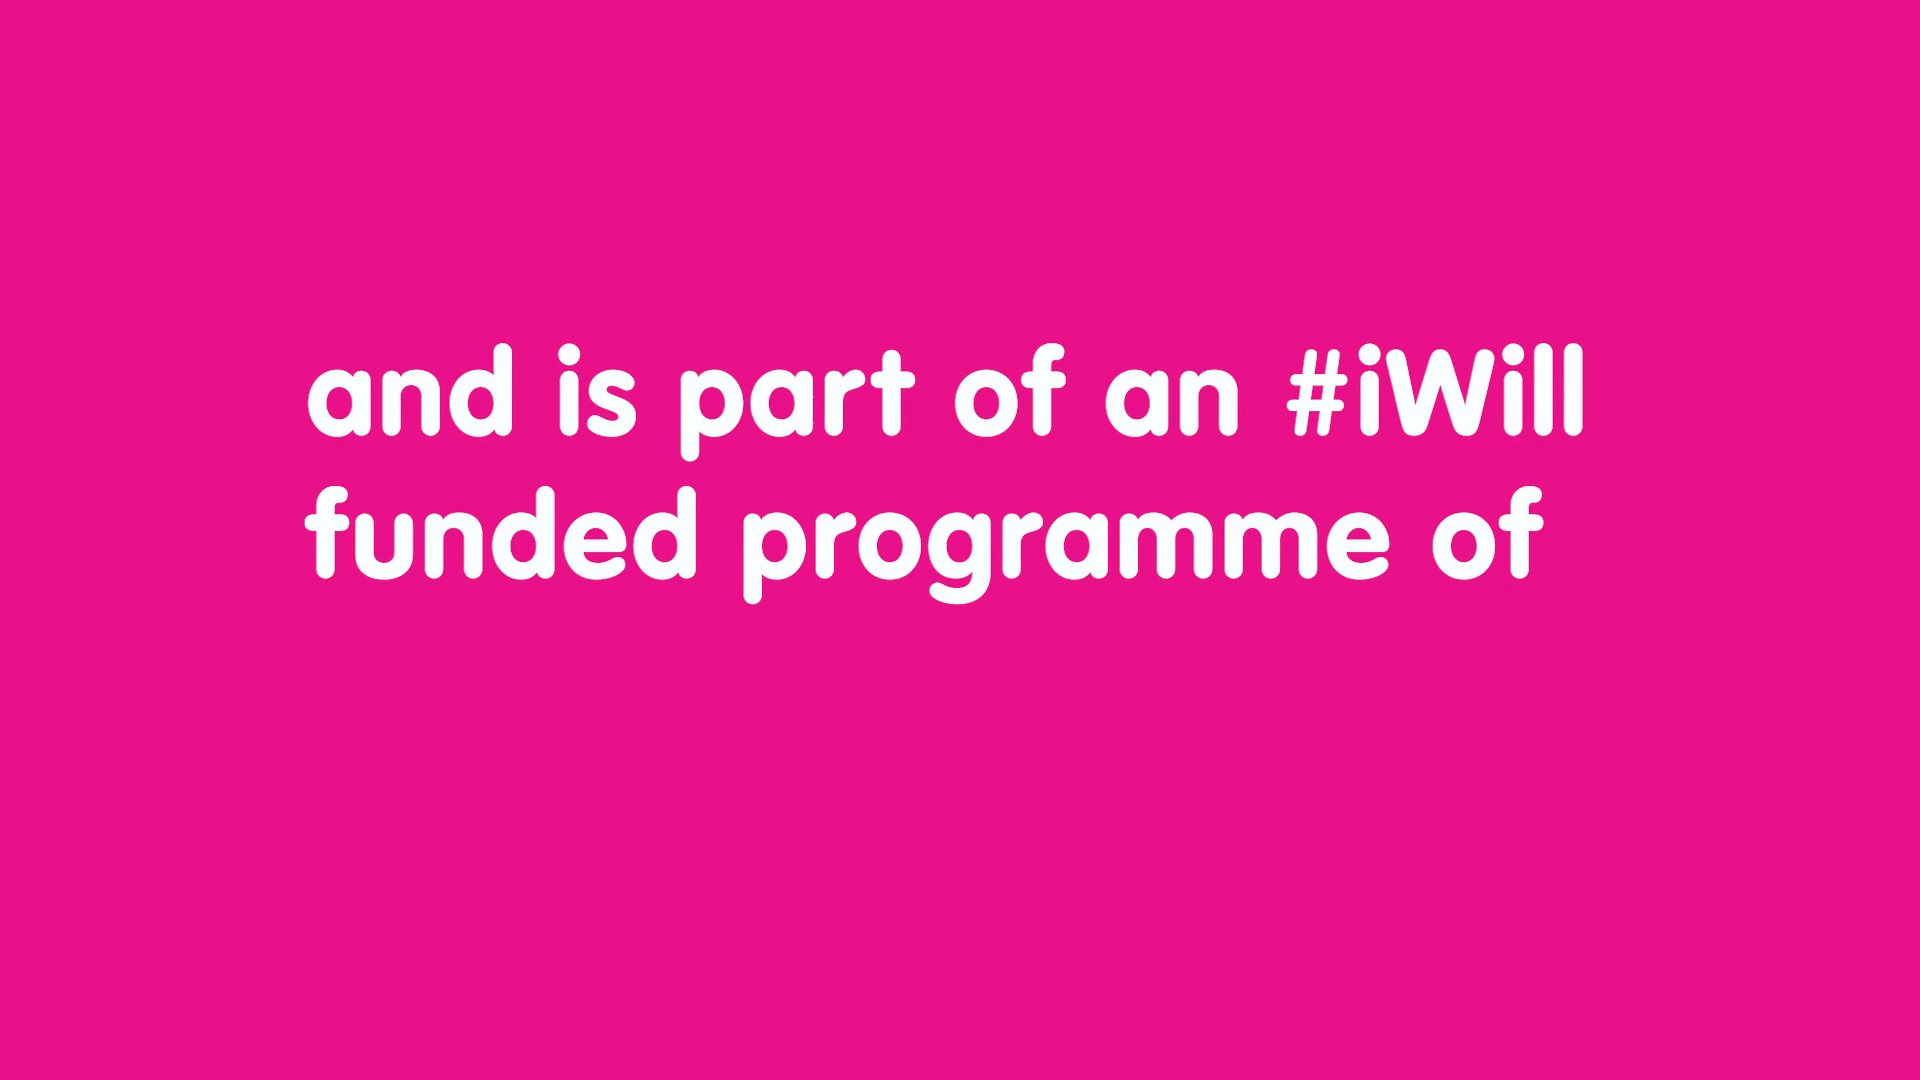 and is part of an #iWill
funded programme of